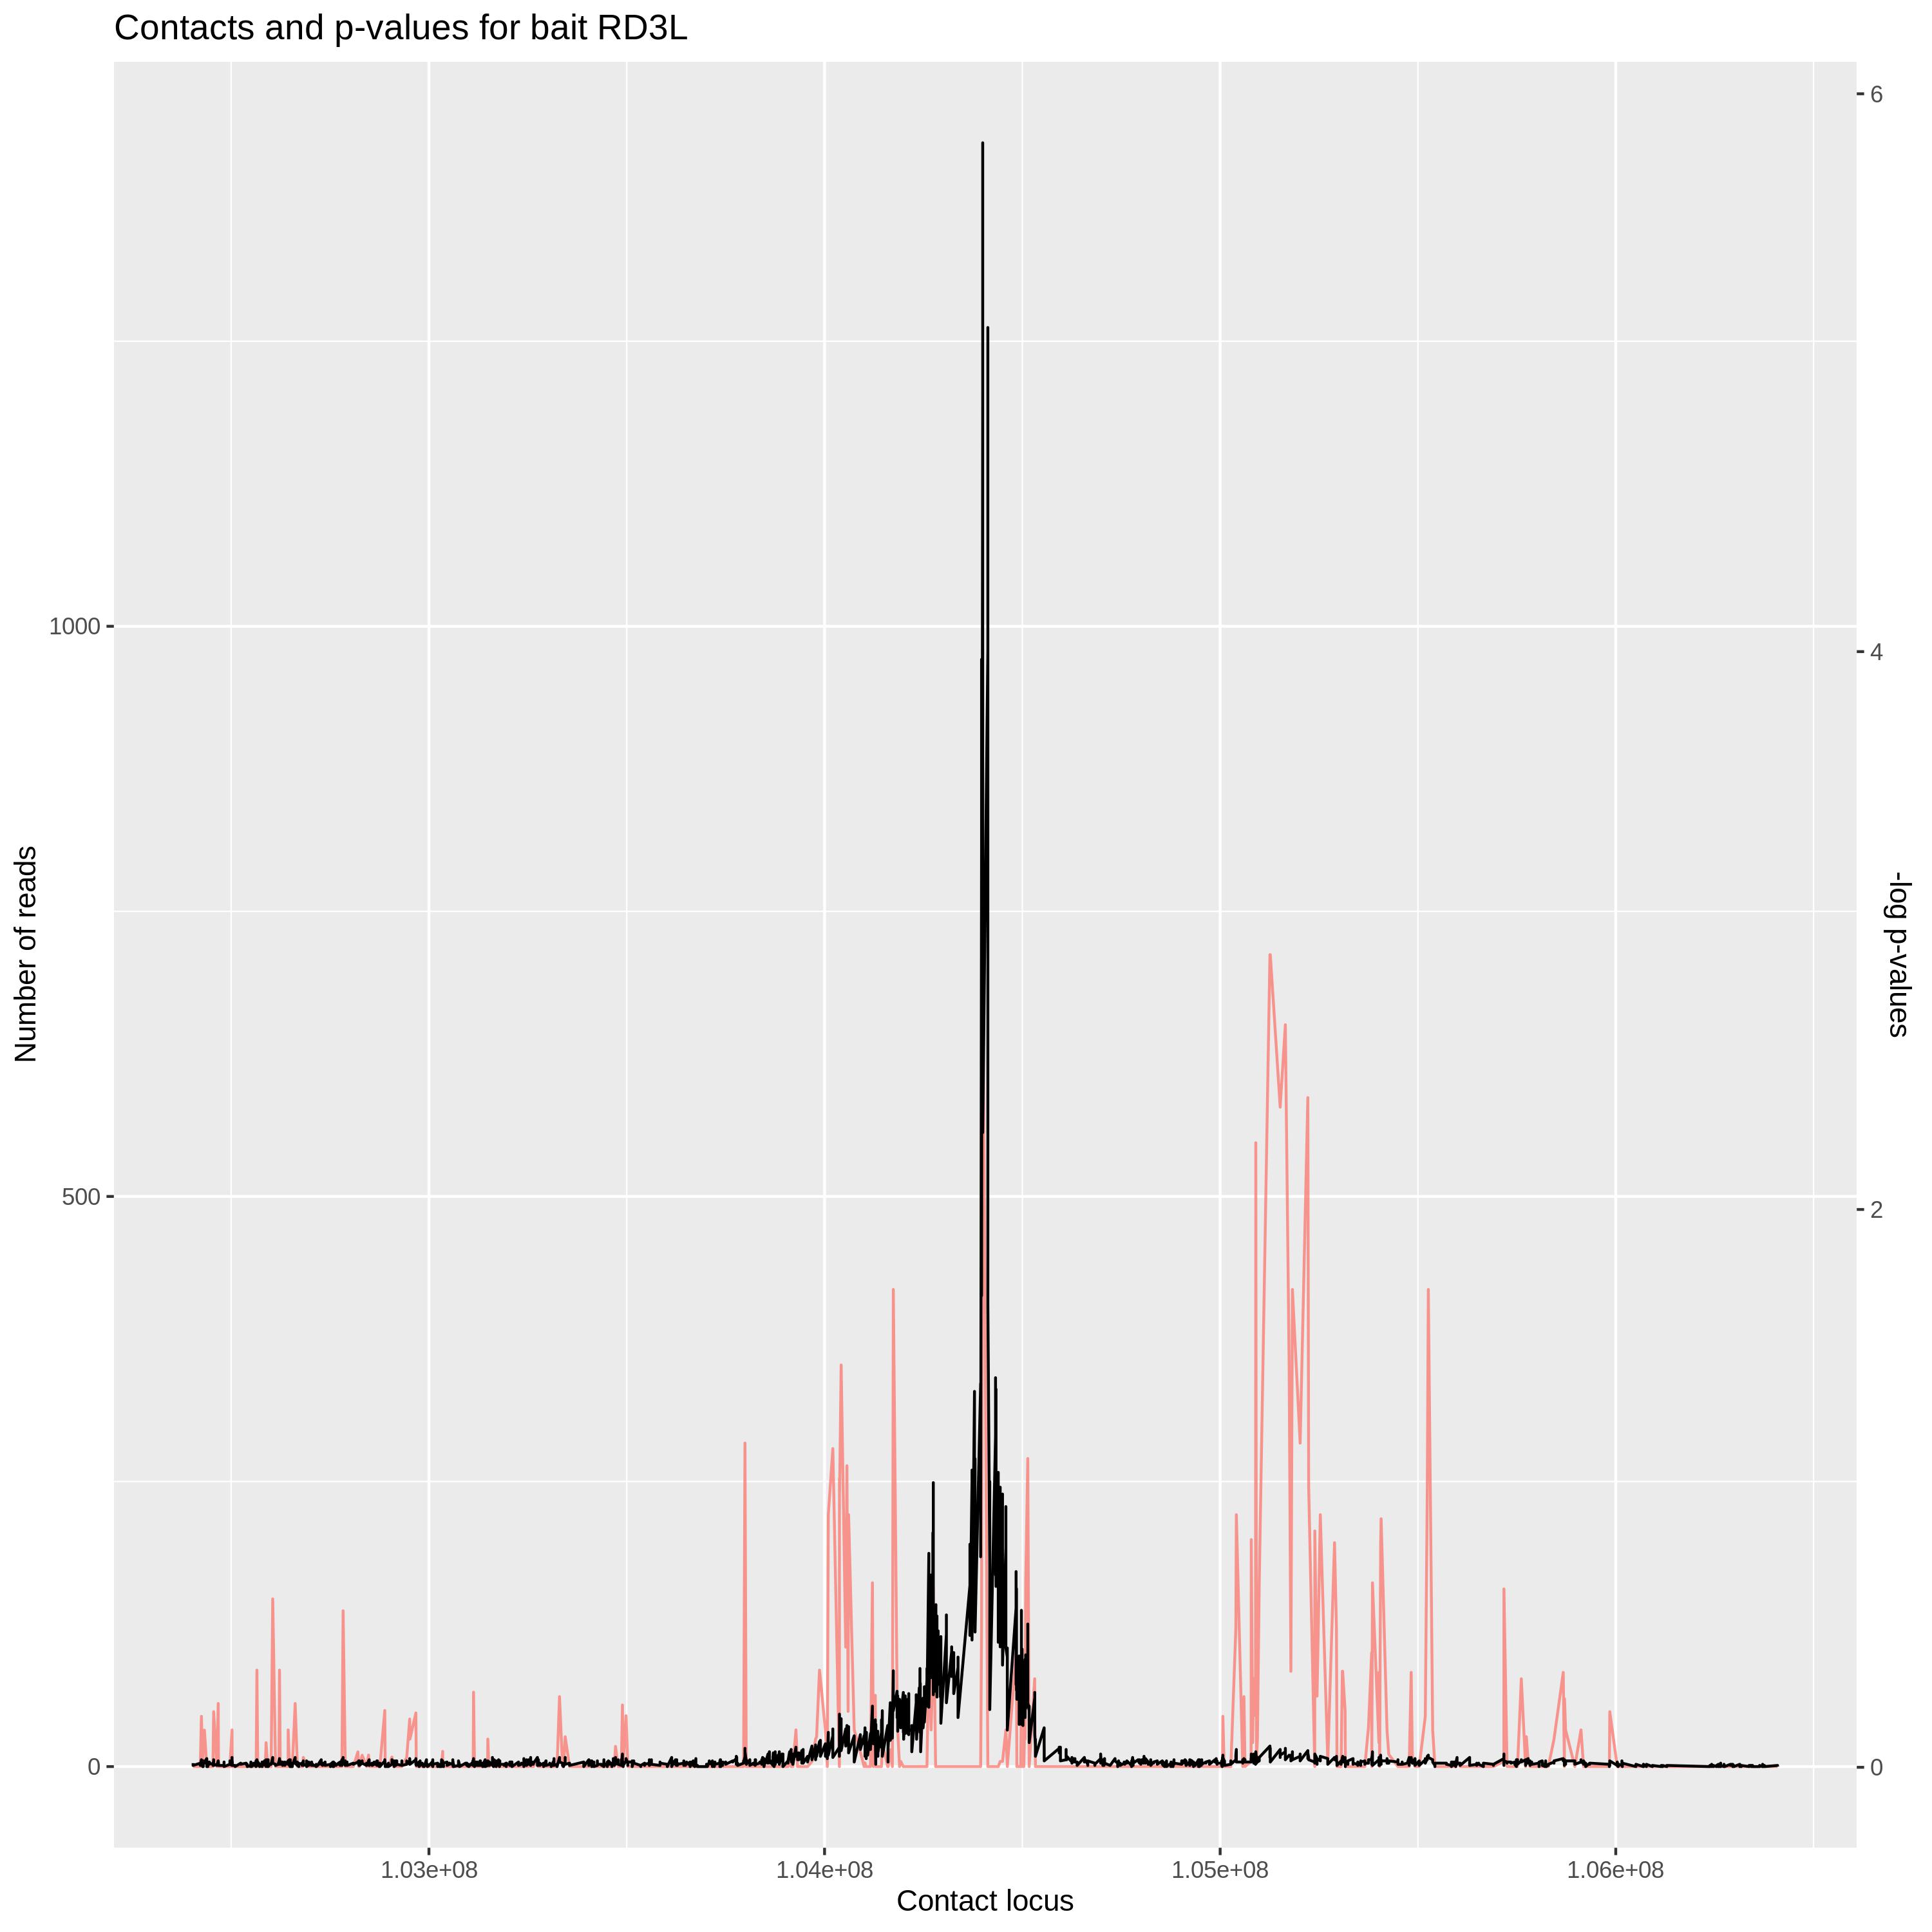 Contacts and p-values for bait RD3L
6
1000
4
Number of reads
-log p-values
500
2
0
0
1.03e+08
1.04e+08
1.05e+08
1.06e+08
Contact locus